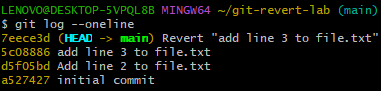 LENOVO@DESKTOP-5VPQL8B MINGW64 ~/git-revert-lab (main)
$ git log --oneline
7eece3d (HEAD -> main) Revert "add line 3 to file.txt"
5c08886 add line 3 to file.txt
d5f05bd Add line 2 to file.txt
a527427 initial commit